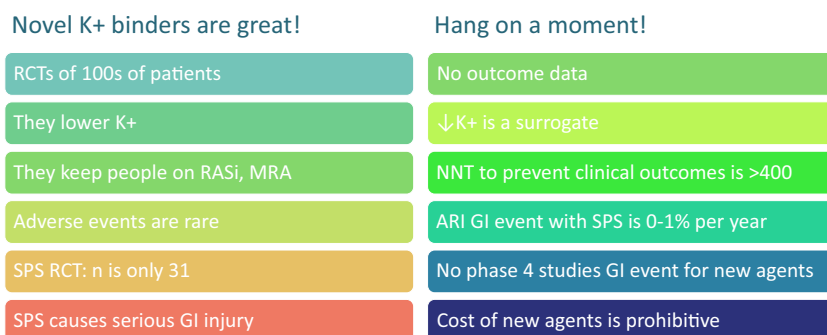 Novel K+ binders are great!
RCTs of 100s of patients
They lower K+
They keep people on RASi, MRA
Adverse events are rare
SPS RCT: n is only 31
SPS causes serious GI injury
Hang on a moment!
No outcome data
↓K+ is a surrogate
NNT to prevent clinical outcomes is >400
ARI GI event with SPS is 0-1% per year
No phase 4 studies GI event for new agents
Cost of new agents is prohibitive